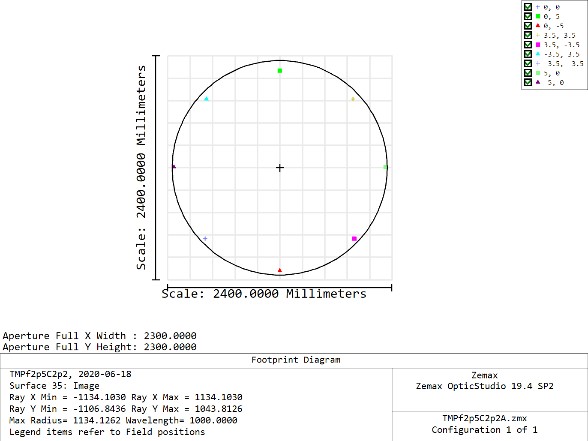 0, 0
0, 5
0, -5
3.5, 3.5
3.5, -3.5
-3.5, 3.5
-3.5, -3.5
5, 0
-5, 0
Scale: 2400.0000 Millimeters
Scale: 2400.0000 Millimeters
Aperture Full X Width : 2300.0000
Aperture Full Y Height: 2300.0000
Footprint Diagram
TMPf2p5C2p2, 2020-06-18
Surface 35: Image
Ray X Min = -1134.1030 Ray X Max = 1134.1030
Ray Y Min = -1106.8436 Ray Y Max = 1043.8126
Max Radius= 1134.1262 Wavelength= 1000.0000
Legend items refer to Field positions
Zemax
Zemax OpticStudio 19.4 SP2
TMPf2p5C2p2A.zmx
Configuration 1 of 1